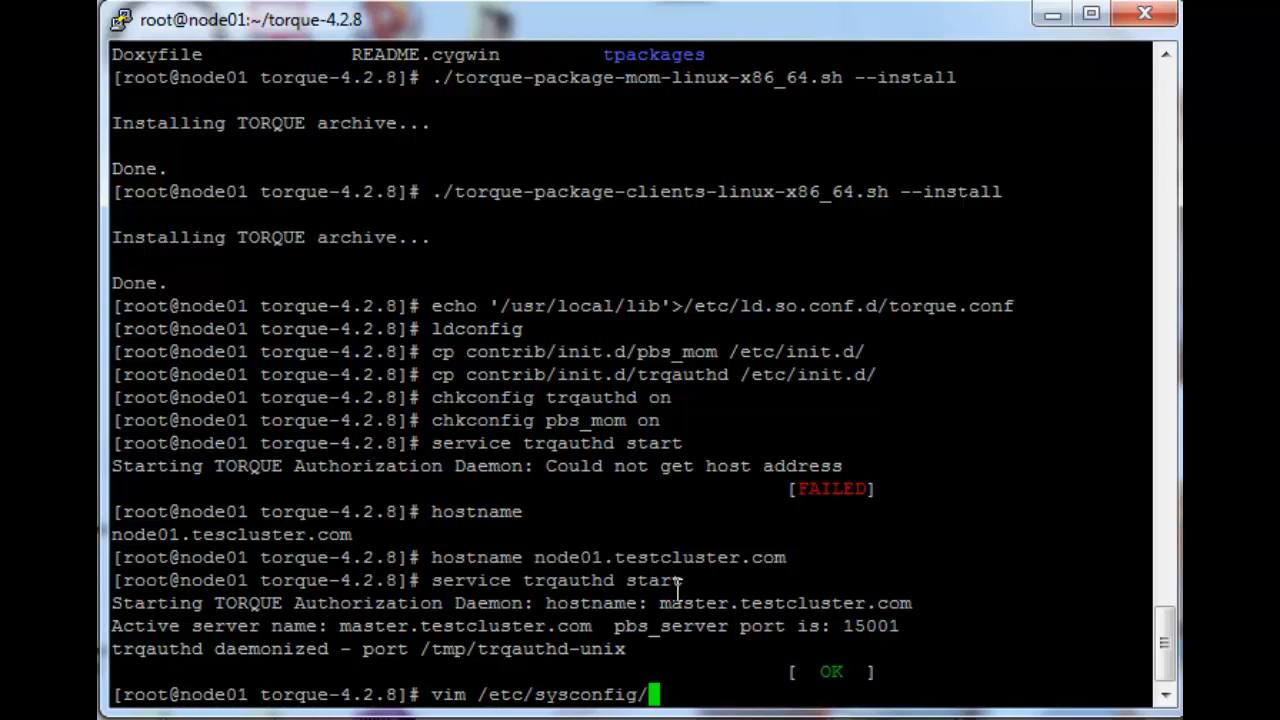 root@node01:~/torque-4.2.8
Doxyfile README.cygwin tpackages
[root@node01 torque-4.2.8]# ./torque-package-mom-linux-x86_64.sh --install
Installing TORQUE archive...
Done.
[root@node01 torque-4.2.8]# ./torque-package-clients-linux-x86_64.sh --install
Installing TORQUE archive...
Done.
[root@node01 torque-4.2.8]# echo '/usr/local/lib'>/etc/ld.so.conf.d/torque.conf
[root@node01 torque-4.2.8]# ldconfig
[root@node01 torque-4.2.8]# cp contrib/init.d/pbs_mom /etc/init.d/
[root@node01 torque-4.2.8]# cp contrib/init.d/trqauthd /etc/init.d/
[root@node01 torque-4.2.8]# chkconfig trqauthd on
[root@node01 torque-4.2.8]# chkconfig pbs_mom on
[root@node01 torque-4.2.8]# service trqauthd start
Starting TORQUE Authorization Daemon: Could not get host address
[FAILED]
[root@node01 torque-4.2.8]# hostname
node01.tescluster.com
[root@node01 torque-4.2.8]# hostname node01.testcluster.com
[root@node01 torque-4.2.8]# service trqauthd start
Starting TORQUE Authorization Daemon: hostname: master.testcluster.com
Active server name: master.testcluster.com pbs_server port is: 15001
trqauthd daemonized - port /tmp/trqauthd-unix
[ OK ]
[root@node01 torque-4.2.8]# vim /etc/sysconfig/